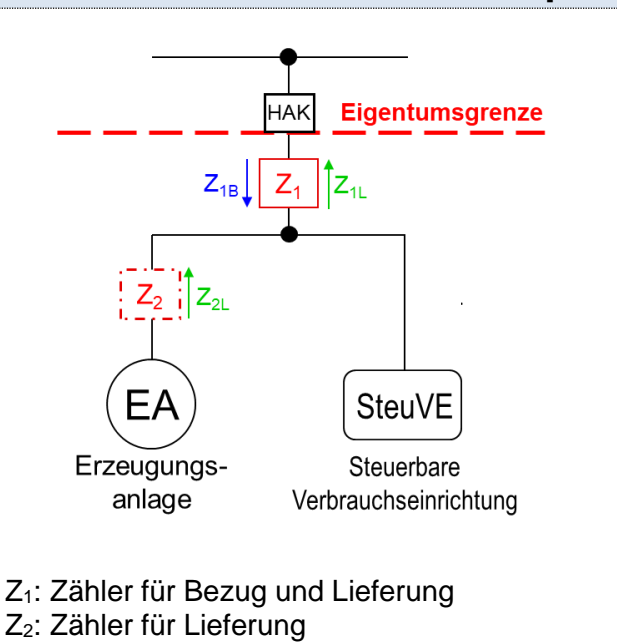 HAK Eigentumsgrenze
Z1B Z1 Z1L
Z2 Z2L
EA SteuVE
Erzeugungs-
anlage
Steuerbare
Verbrauchseinrichtung
Z1: Zähler für Bezug und Lieferung
Z2: Zähler für Lieferung